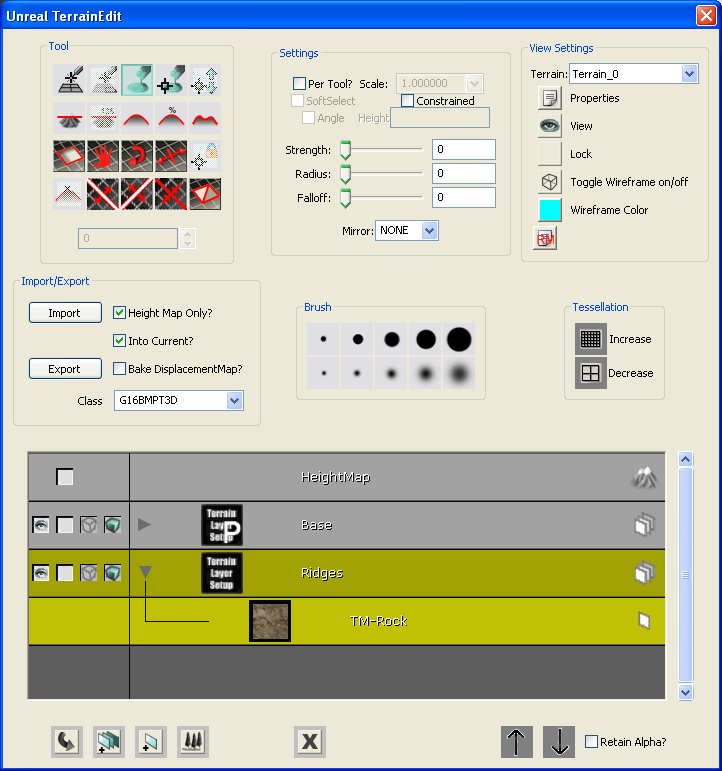 Unreal TerrainEdit
Tool
%
0
Settings
Per Tool? Scale: 1.000000
SoftSelect Constrained
Angle Height
Strength: 0
Radius: 0
Falloff: 0
Mirror: NONE
View Settings
Terrain: Terrain_0
Properties
View
Lock
Toggle Wireframe on/off
Wireframe Color
RM
Import/Export
Import Height Map Only?
Into Current?
Export Bake DisplacementMap?
Class G16BMPT3D
Brush
Tessellation
Increase
Decrease
HeightMap
Terrain
Layer
Setup
P
Base
Terrain
Layer
Setup
Ridges
TM-Rock
X
Retain Alpha?